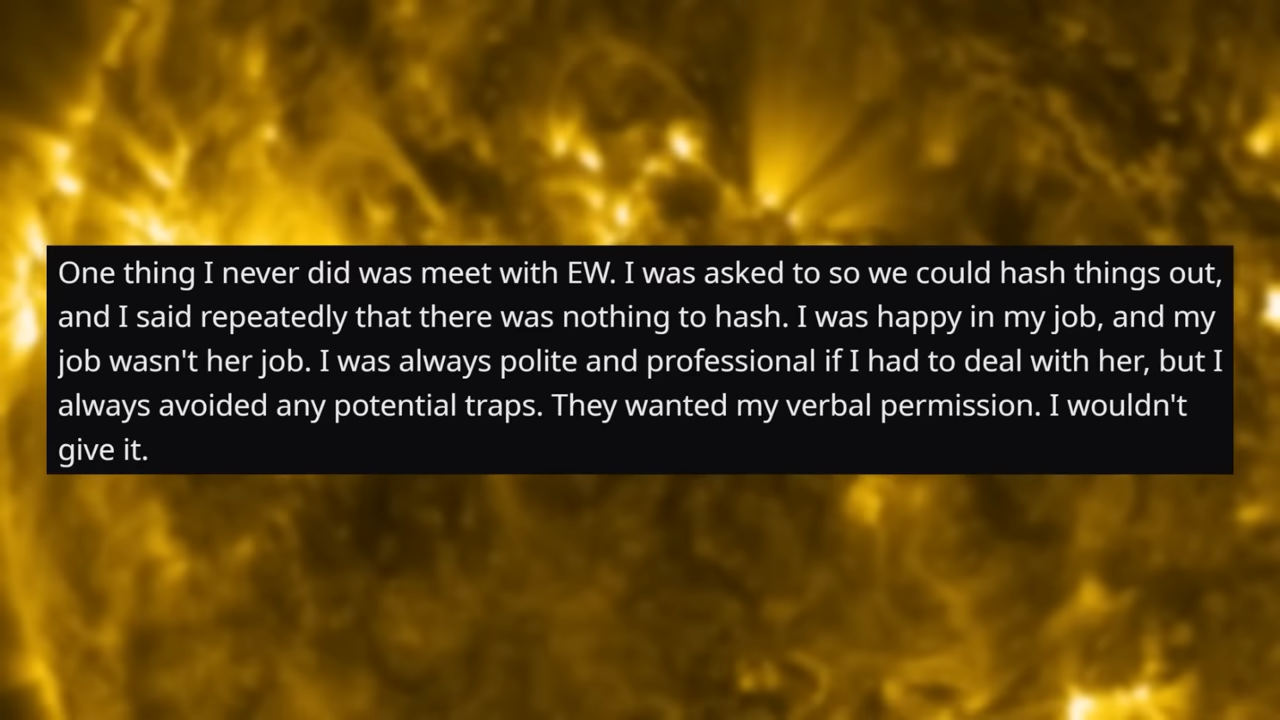 One thing I never did was meet with EW. I was asked to so we could hash things out,
and I said repeatedly that there was nothing to hash. I was happy in my job, and my
job wasn't her job. I was always polite and professional if I had to deal with her, but I
always avoided any potential traps. They wanted my verbal permission. I wouldn't
give it.